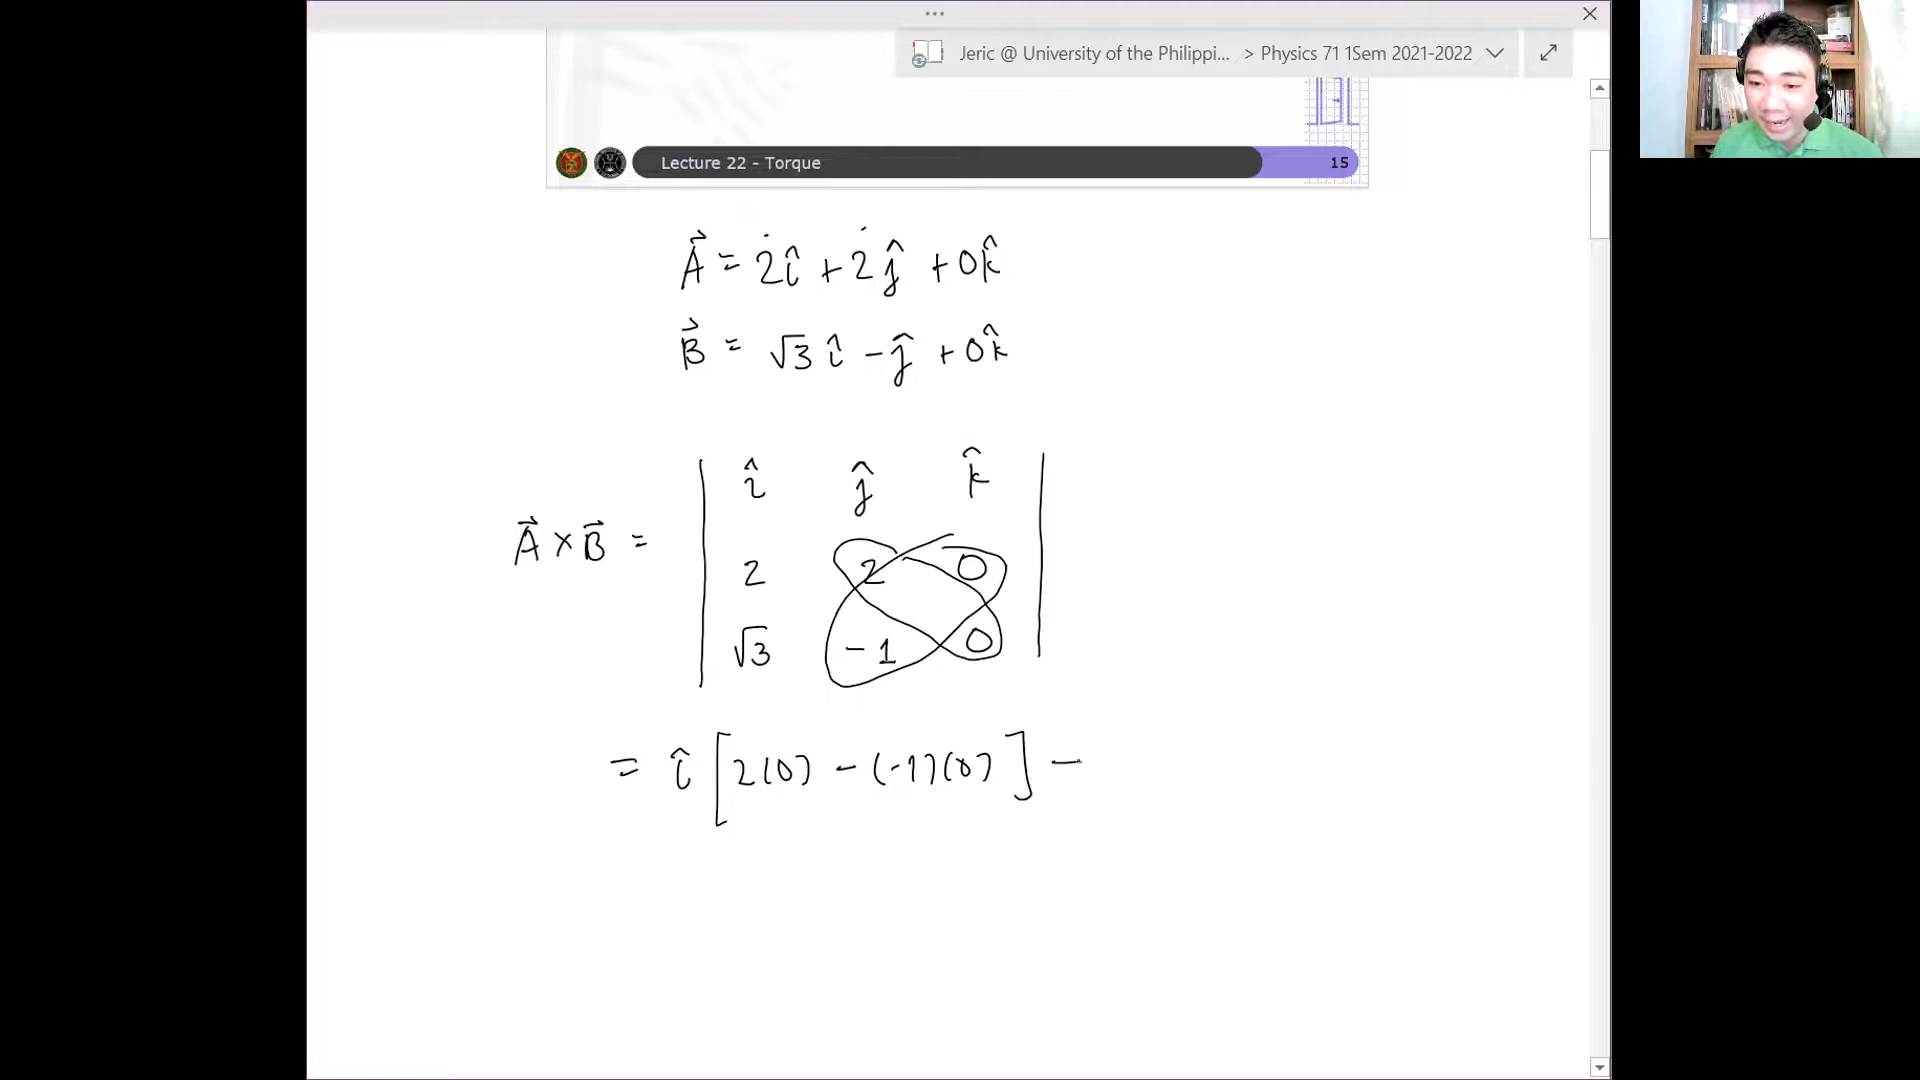 Jeric @ University of the Philippi... > Physics 71 1Sem 2021-2022
Lecture 22 - Torque 15
A⃗ = 2î + 2ĵ + 0k̂
B⃗ = √3 î - ĵ + 0k̂
î ĵ k̂
A⃗ × B⃗ =
2 2 0
√3 -1 0
= î [2(0) - (-1)(0)] -